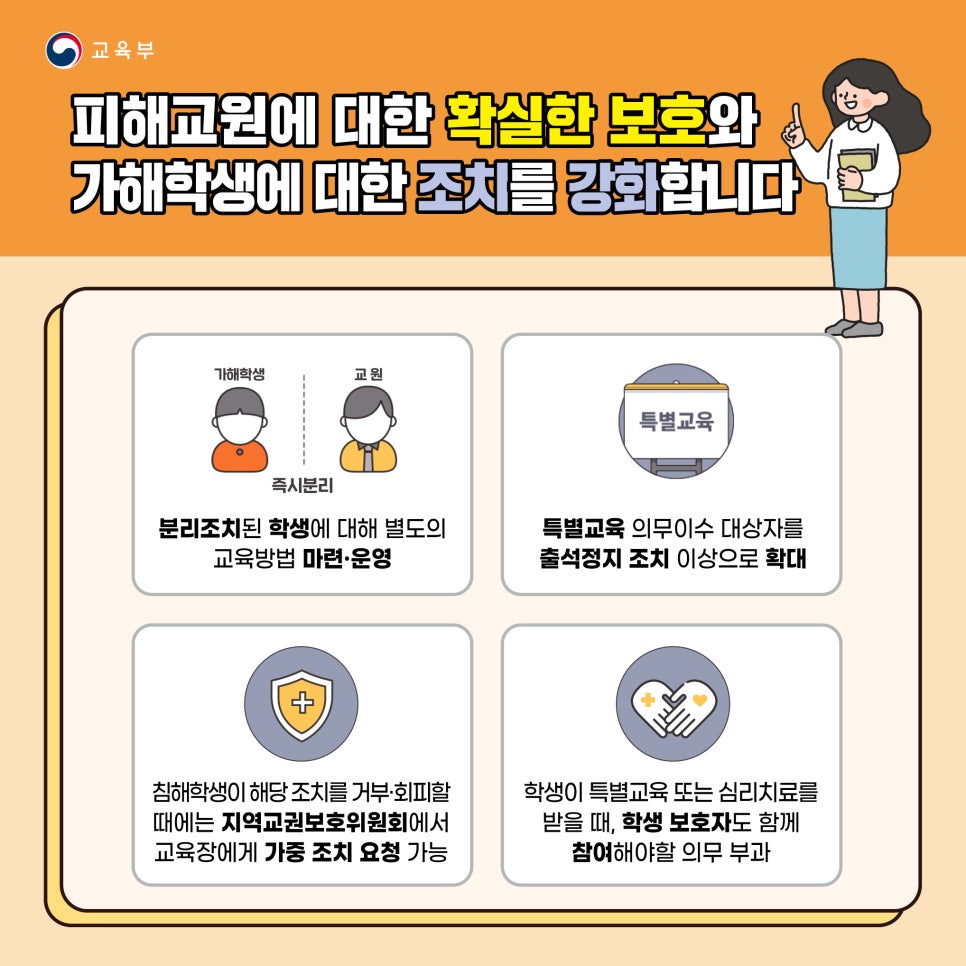 교육부
피해교원에 대한 확실한 보호와
가해학생에 대한 조치를 강화합니다
가해학생
교원
즉시분리
분리조치된 학생에 대해 별도의
교육방법 마련·운영
특별교육
특별교육 의무이수 대상자를
출석정지 조치 이상으로 확대
침해학생이 해당 조치를 거부·회피할
때에는 지역교권보호위원회에서
교육장에게 가중 조치 요청 가능
학생이 특별교육 또는 심리치료를
받을 때, 학생 보호자도 함께
참여해야할 의무 부과